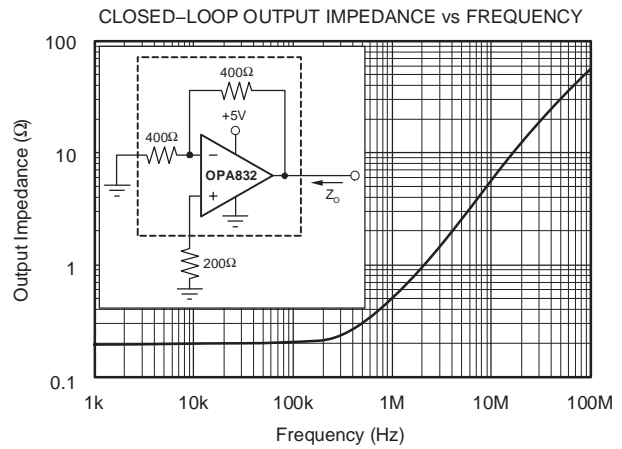 CLOSED–LOOP OUTPUT IMPEDANCE vs FREQUENCY
100
10
1
0.1
Output Impedance (Ω)
400Ω
+5V
400Ω
−
OPA832
+
Z_O
200Ω
1k 10k 100k 1M 10M 100M
Frequency (Hz)